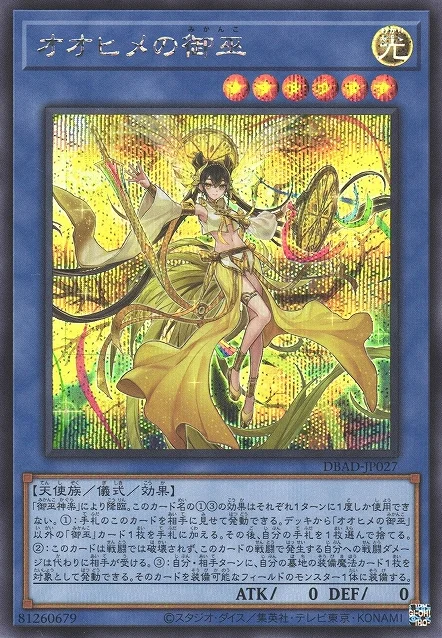 オオヒメの御巫
みかんこ
光
DBAD-JP027
【天使族／儀式／効果】
「御巫神楽」により降臨。このカード名の①③の効果はそれぞれ1ターンに1度しか使用でき
ない。①：手札のこのカードを相手に見せて発動できる。デッキから「オオヒメの御巫」
以外の「御巫」カード1枚を手札に加える。その後、自分の手札を1枚選んで捨てる。
②：このカードは戦闘では破壊されず、このカードの戦闘で発生する自分への戦闘ダメー
ジは代わりに相手が受ける。③：自分・相手ターンに、自分の墓地の装備魔法カード1枚を
対象として発動できる。そのカードを装備可能なフィールドのモンスター1体に装備する。
ATK/ 0 DEF/ 0
81260679 ©スタジオ・ダイス／集英社・テレビ東京・KONAMI